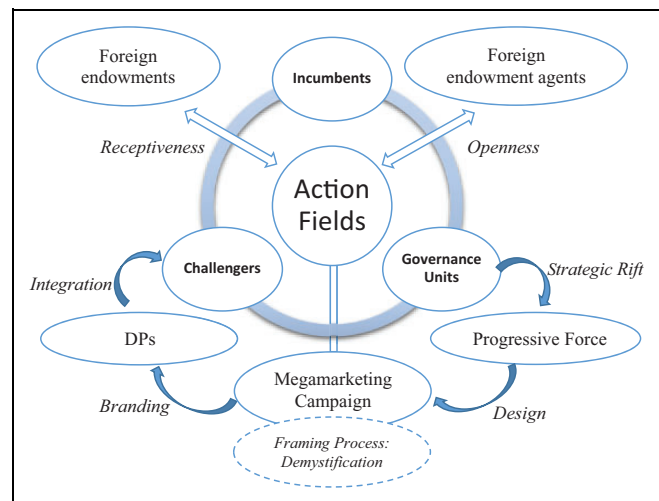 Foreign
endowments
Incumbents
Foreign
endowment agents
Receptiveness
Openness
Action
Fields
Challengers
Governance
Units
Integration
Strategic Rift
DPs
Progressive Force
Megamarketing
Campaign
Branding
Design
Framing Process:
Demystification